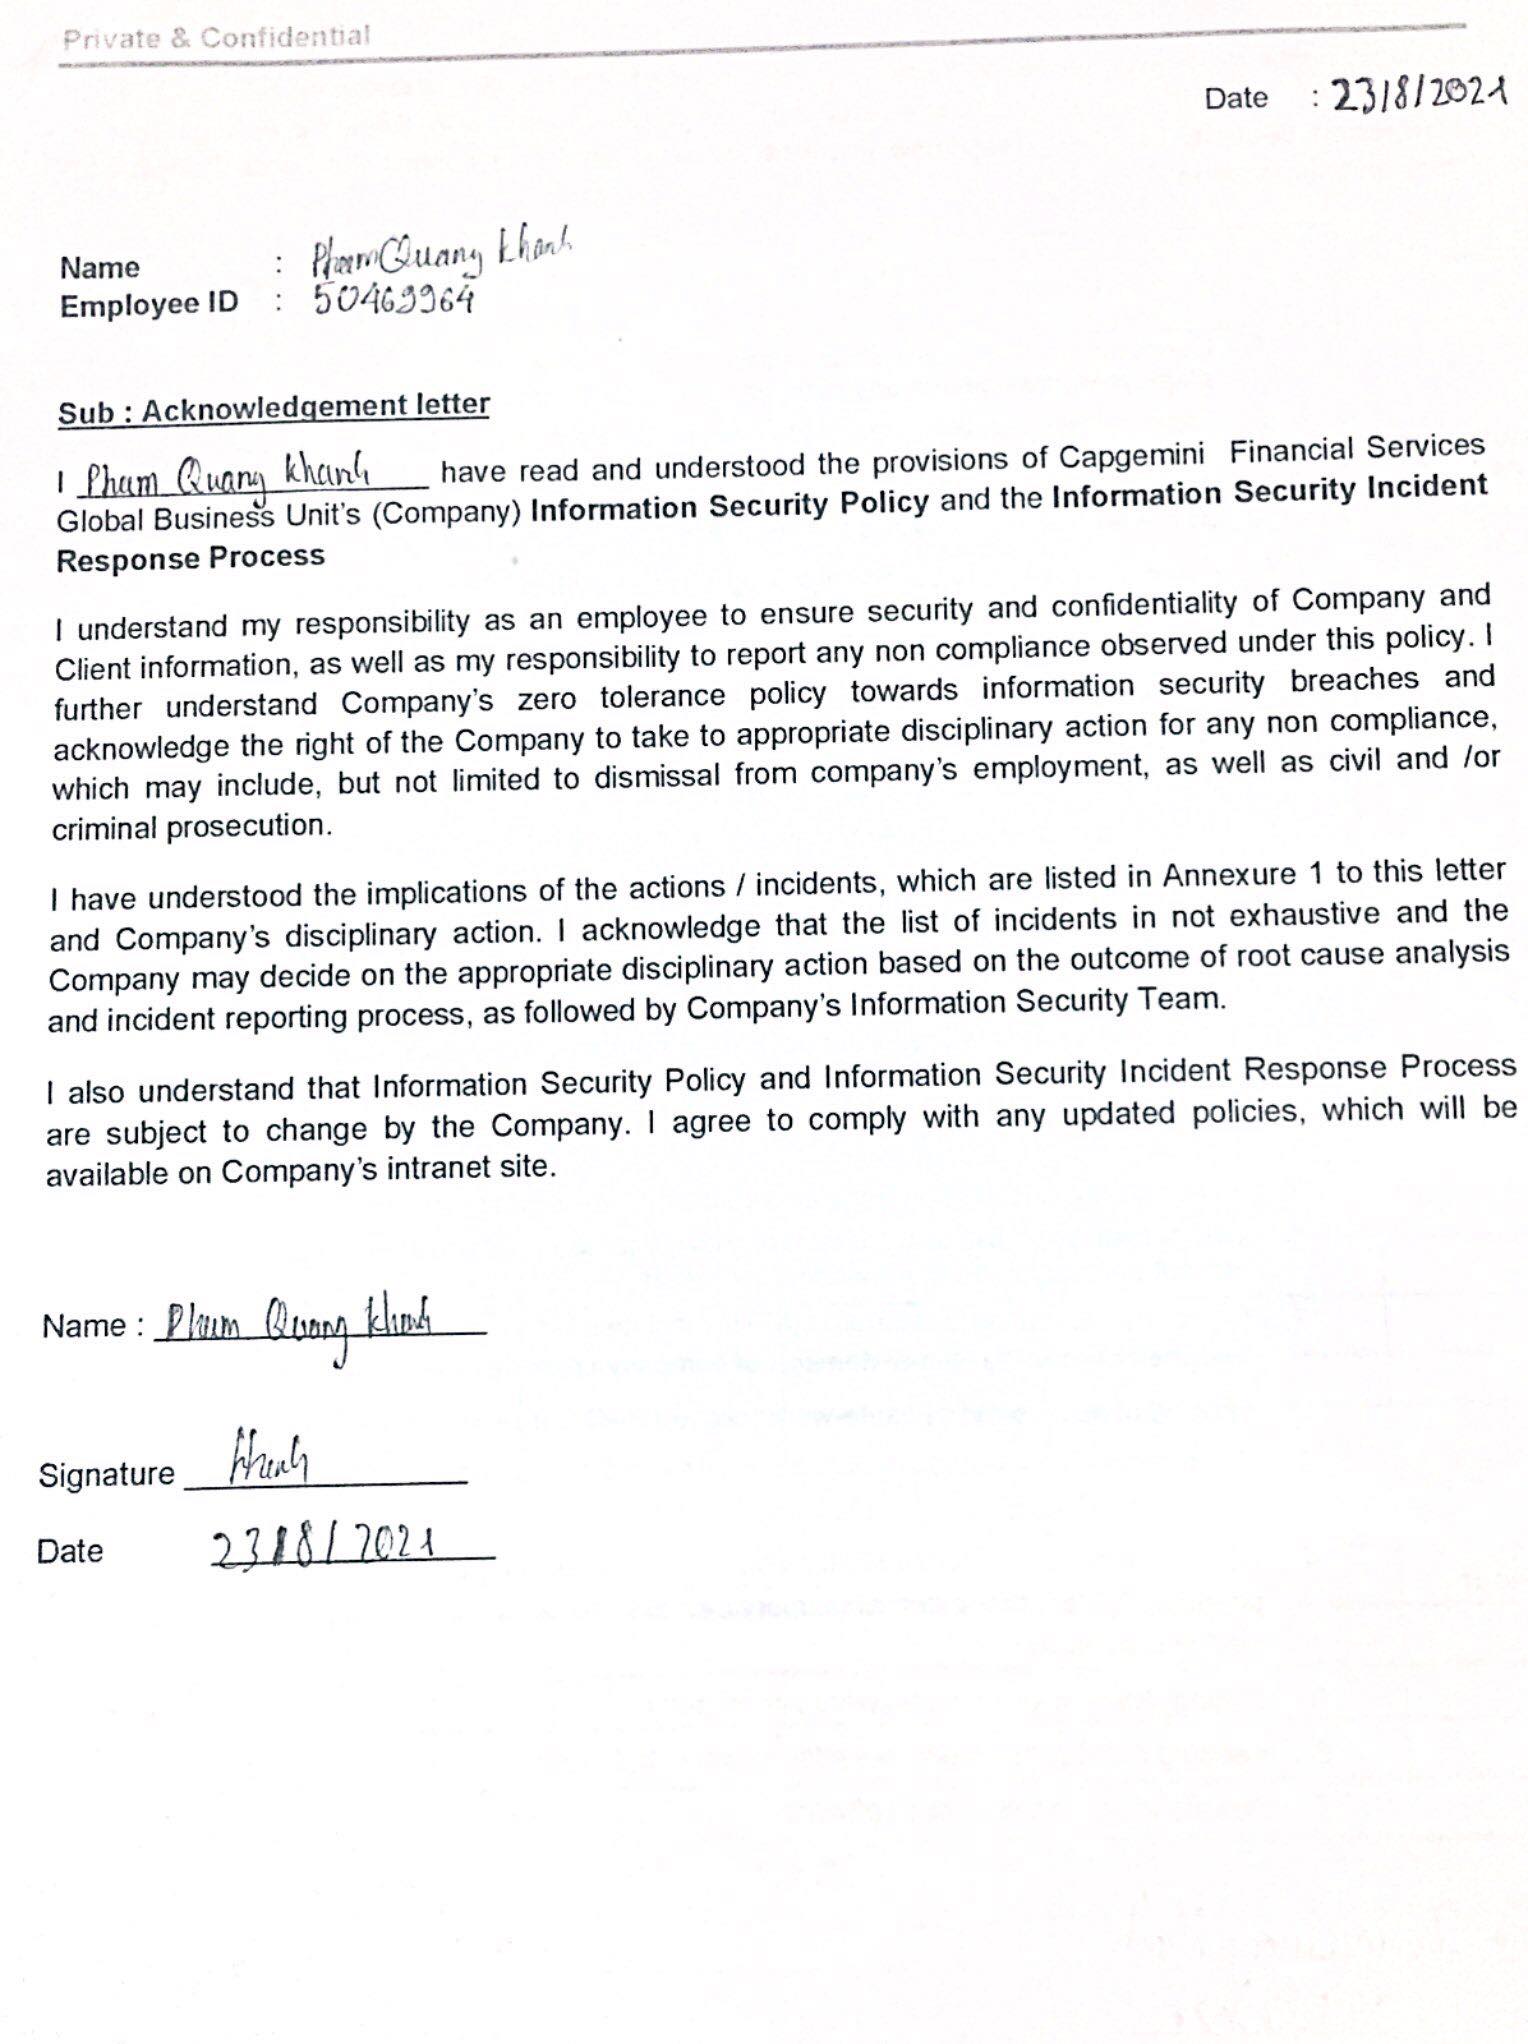 Private & Confidential
Date : 23/8/2021
Name : Pham Quang Khanh
Employee ID : 50469964
Sub : Acknowledgement letter
I Pham Quang Khanh have read and understood the provisions of Capgemini Financial Services
Global Business Unit's (Company) Information Security Policy and the Information Security Incident
Response Process
I understand my responsibility as an employee to ensure security and confidentiality of Company and
Client information, as well as my responsibility to report any non compliance observed under this policy. I
further understand Company's zero tolerance policy towards information security breaches and
acknowledge the right of the Company to take to appropriate disciplinary action for any non compliance,
which may include, but not limited to dismissal from company's employment, as well as civil and /or
criminal prosecution.
I have understood the implications of the actions / incidents, which are listed in Annexure 1 to this letter
and Company's disciplinary action. I acknowledge that the list of incidents in not exhaustive and the
Company may decide on the appropriate disciplinary action based on the outcome of root cause analysis
and incident reporting process, as followed by Company's Information Security Team.
I also understand that Information Security Policy and Information Security Incident Response Process
are subject to change by the Company. I agree to comply with any updated policies, which will be
available on Company's intranet site.
Name : Pham Quang Khanh
Signature Khanh
Date 23/8/2021